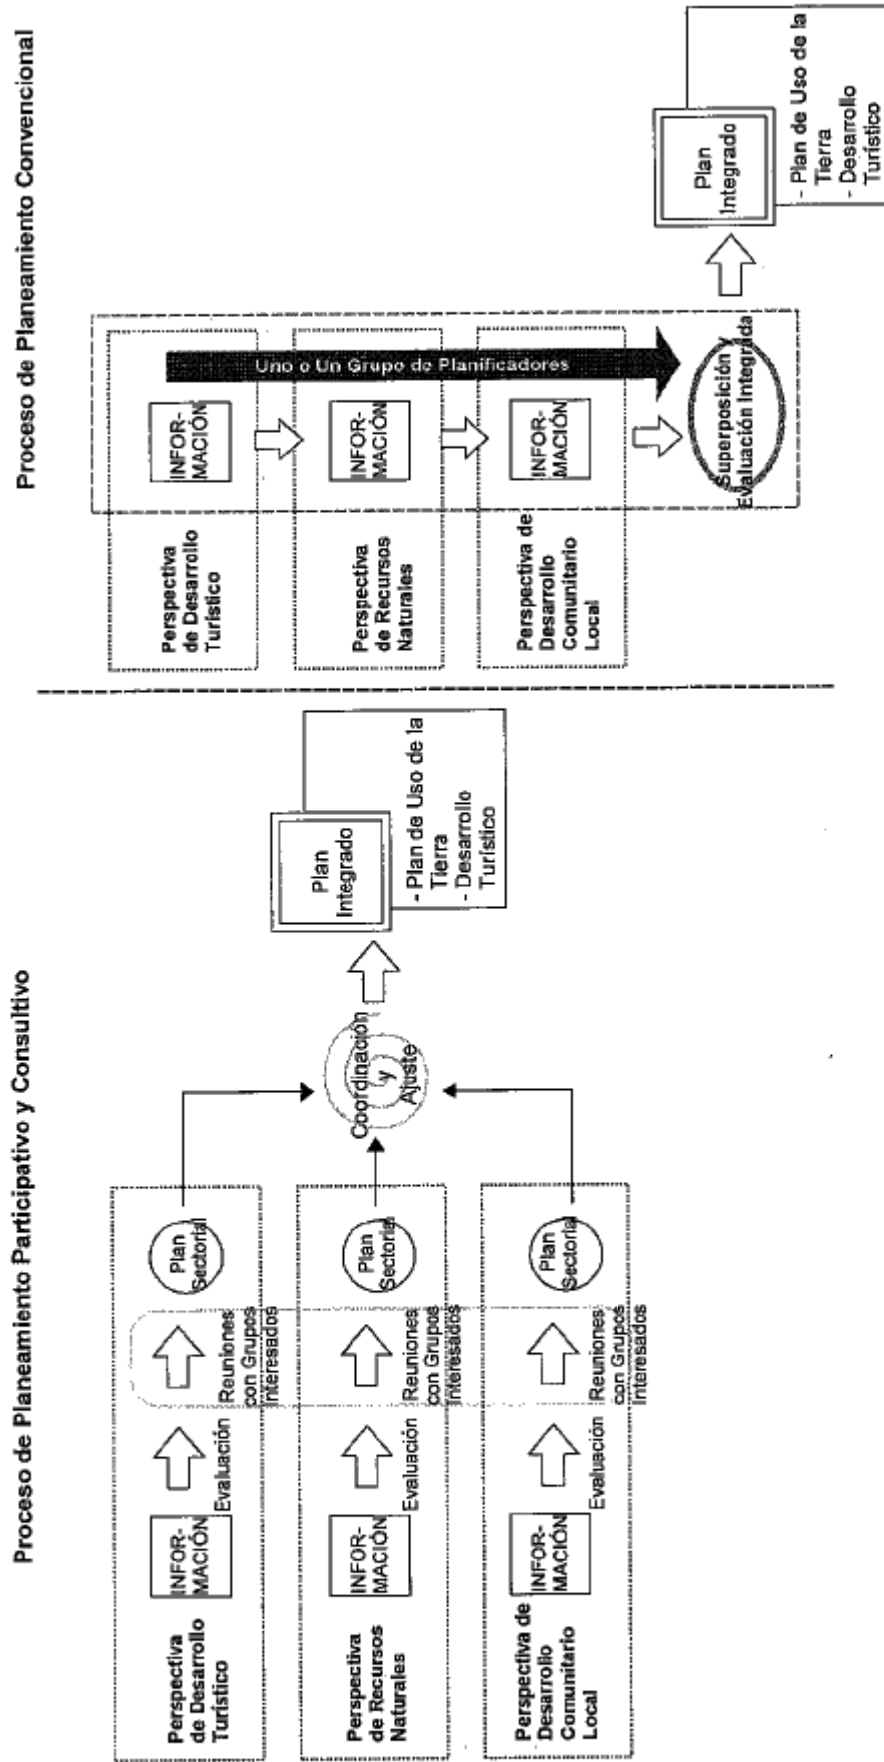 Proceso de Planeamiento Participativo y Consultivo
Perspectiva
de Desarrollo
Turístico
INFOR-
MACIÓN
Evaluación
Reuniones
con Grupos
Interesados
Plan
Sectorial
Perspectiva
de Recursos
Naturales
INFOR-
MACIÓN
Evaluación
Reuniones
con Grupos
Interesados
Plan
Sectorial
Perspectiva de
Desarrollo
Comunitario
Local
INFOR-
MACIÓN
Evaluación
Reuniones
con Grupos
Interesados
Plan
Sectorial
Coordinación
y
Ajuste
Plan
Integrado
- Plan de Uso de la
Tierra
- Desarrollo
Turístico
Proceso de Planeamiento Convencional
Perspectiva
de Desarrollo
Turístico
INFOR-
MACIÓN
Perspectiva
de Recursos
Naturales
INFOR-
MACIÓN
Perspectiva de
Desarrollo
Comunitario
Local
INFOR-
MACIÓN
Uno o Un Grupo de Planificadores
Superposición y
Evaluación Integrada
Plan
Integrado
- Plan de Uso de la
Tierra
- Desarrollo
Turístico